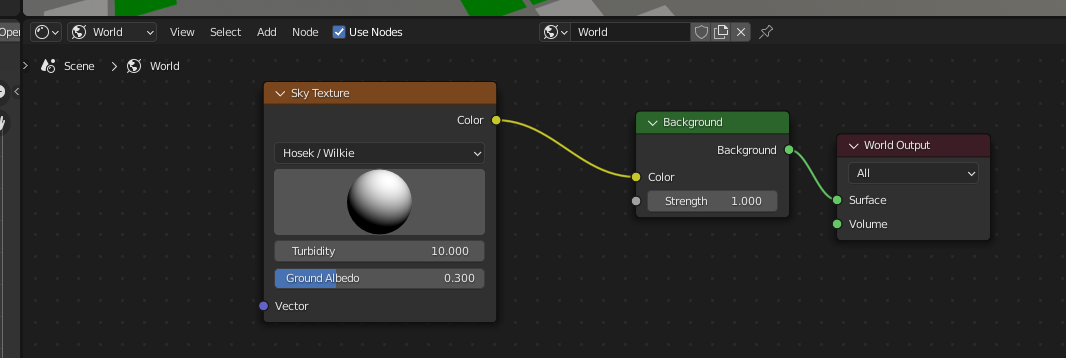 Oper
World
View
Select
Add
Node
Use Nodes
World
Scene
World
Sky Texture
Color
Hosek / Wilkie
Turbidity 10.000
Ground Albedo 0.300
Vector
Background
Background
Color
Strength 1.000
World Output
All
Surface
Volume